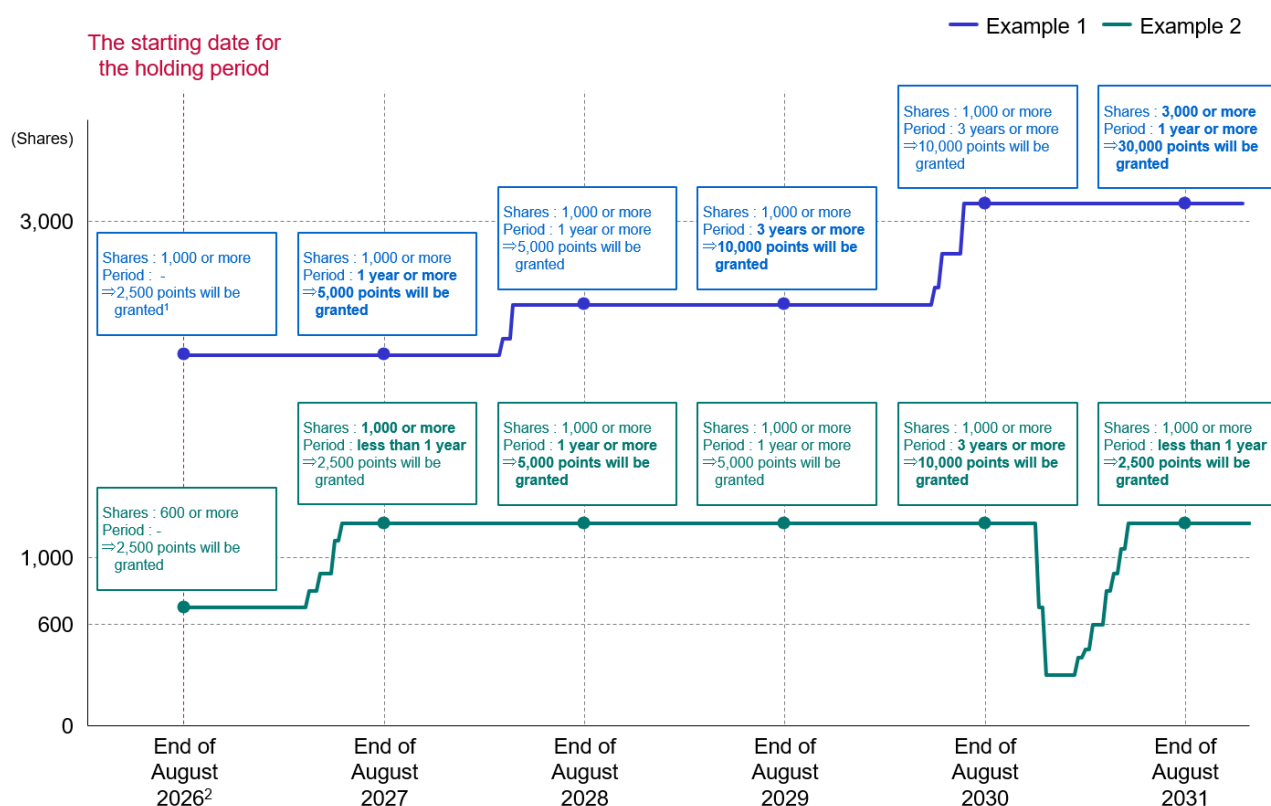 Example 1
Example 2
The starting date for
the holding period
(Shares)
3,000
1,000
600
0
Shares : 1,000 or more
Period : -
⇒2,500 points will be
granted¹
Shares : 1,000 or more
Period : 1 year or more
⇒5,000 points will be
granted
Shares : 1,000 or more
Period : 1 year or more
⇒5,000 points will be
granted
Shares : 1,000 or more
Period : 3 years or more
⇒10,000 points will be
granted
Shares : 1,000 or more
Period : 3 years or more
⇒10,000 points will be
granted
Shares : 3,000 or more
Period : 1 year or more
⇒30,000 points will be
granted
Shares : 600 or more
Period : -
⇒2,500 points will be
granted
Shares : 1,000 or more
Period : less than 1 year
⇒2,500 points will be
granted
Shares : 1,000 or more
Period : 1 year or more
⇒5,000 points will be
granted
Shares : 1,000 or more
Period : 1 year or more
⇒5,000 points will be
granted
Shares : 1,000 or more
Period : 3 years or more
⇒10,000 points will be
granted
Shares : 1,000 or more
Period : less than 1 year
⇒2,500 points will be
granted
End of
August
2026²
End of
August
2027
End of
August
2028
End of
August
2029
End of
August
2030
End of
August
2031